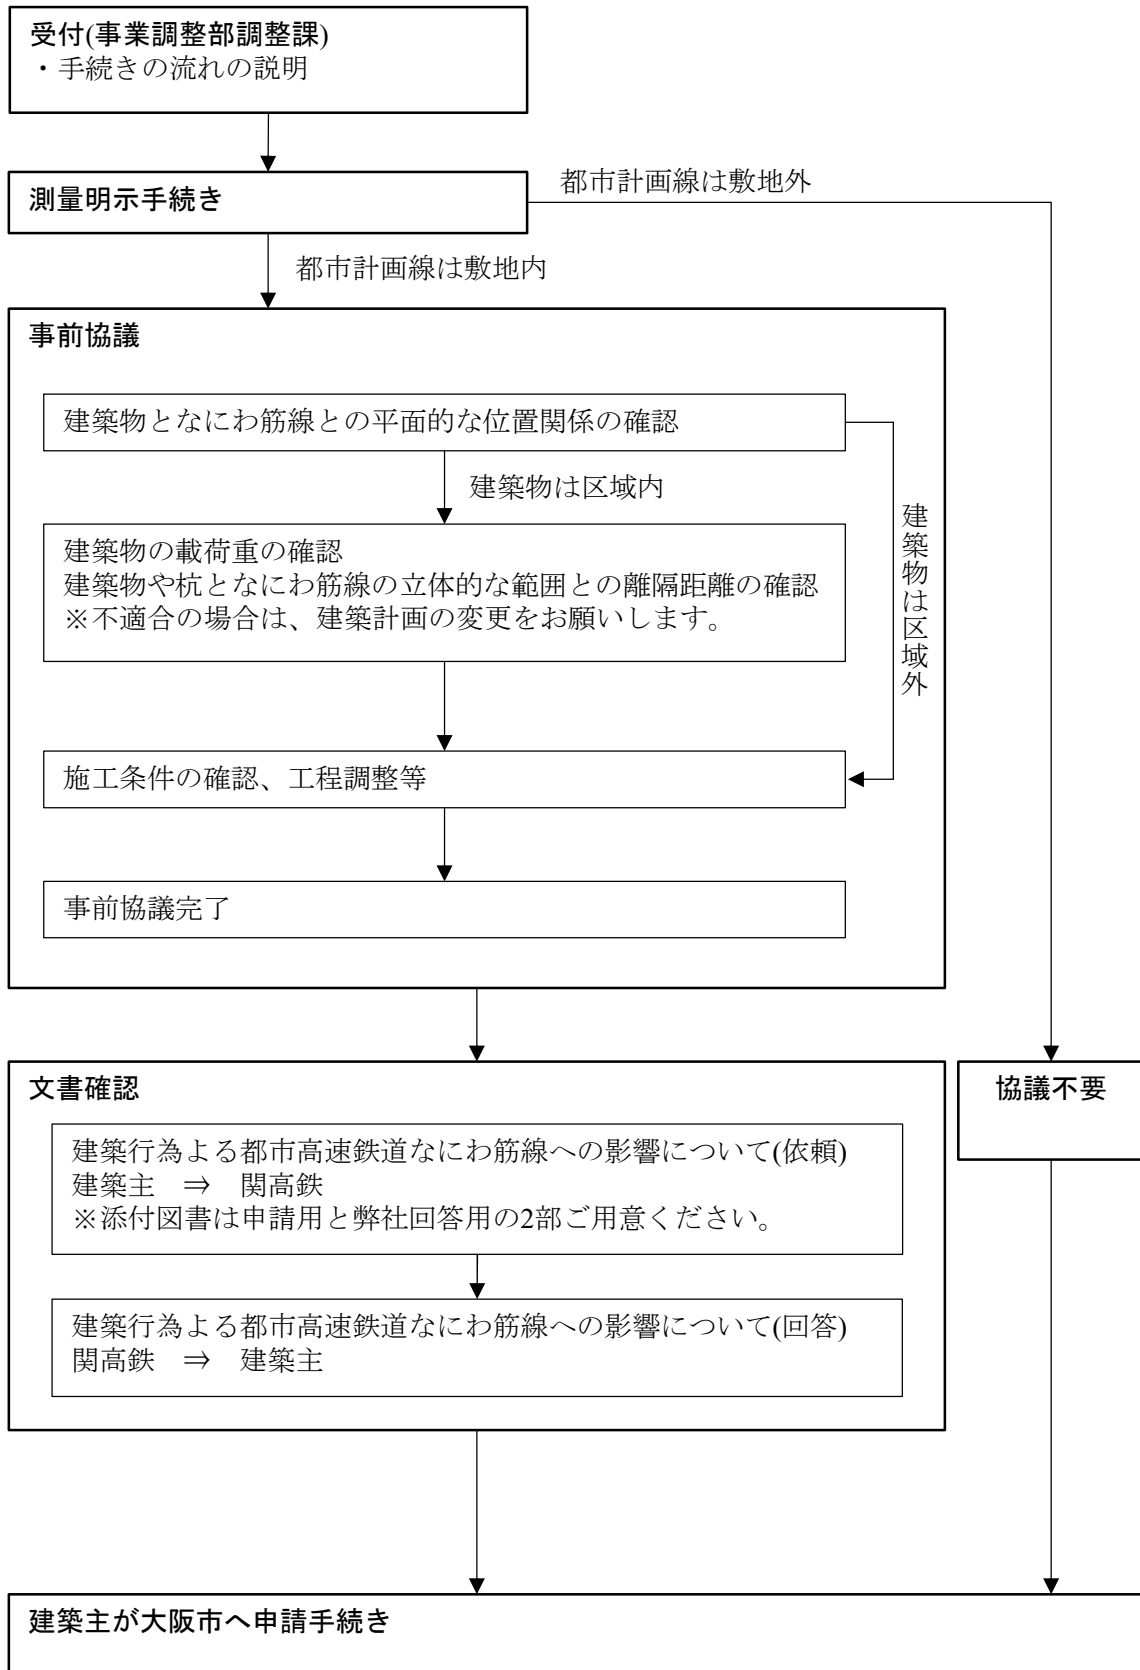 受付(事業調整部調整課)
・手続きの流れの説明
測量明示手続き
都市計画線は敷地外
都市計画線は敷地内
事前協議
建築物となにわ筋線との平面的な位置関係の確認
建築物は区域内
建築物は区域外
建築物の載荷重の確認
建築物や杭となにわ筋線の立体的な範囲との離隔距離の確認
※不適合の場合は、建築計画の変更をお願いします。
施工条件の確認、工程調整等
事前協議完了
文書確認
建築行為よる都市高速鉄道なにわ筋線への影響について(依頼)
建築主　⇒　関高鉄
※添付図書は申請用と弊社回答用の2部ご用意ください。
建築行為よる都市高速鉄道なにわ筋線への影響について(回答)
関高鉄　⇒　建築主
協議不要
建築主が大阪市へ申請手続き